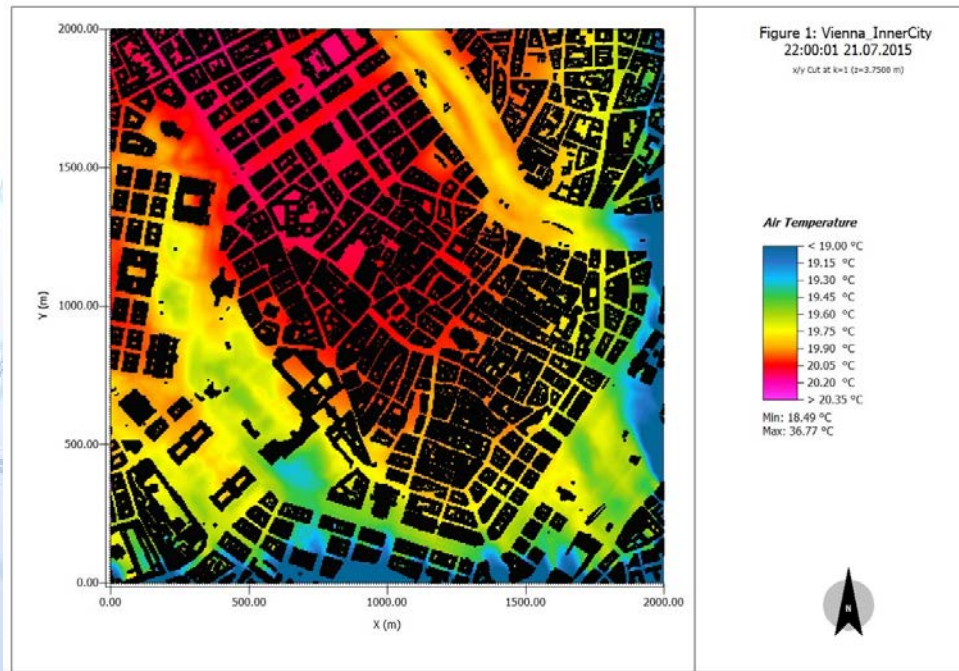 Figure 1: Vienna_InnerCity
22:00:01 21.07.2015
x/y Cut at k=1 (z=3.7500 m)
Air Temperature
< 19.00 °C
19.15 °C
19.30 °C
19.45 °C
19.60 °C
19.75 °C
19.90 °C
20.05 °C
20.20 °C
> 20.35 °C
Min: 18.49 °C
Max: 36.77 °C
N
2000.00
1500.00
1000.00
500.00
0.00
Y (m)
0.00 500.00 1000.00 1500.00 2000.00
X (m)